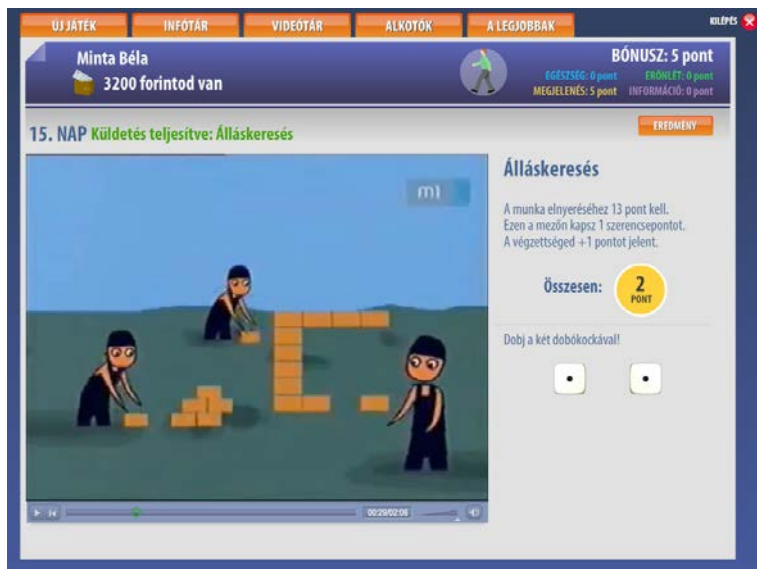 ÚJ JÁTÉK
INFÓTÁR
VIDEÓTÁR
ALKOTÓK
A LEGJOBBAK
KILÉPÉS
Minta Béla
3200 forintod van
BÓNUSZ: 5 pont
EGÉSZSÉG: 0 pont
ERŐNLÉT: 0 pont
MEGJELENÉS: 5 pont
INFORMÁCIÓ: 0 pont
15. NAP Küldetés teljesítve: Álláskeresés
EREDMÉNY
m1
Álláskeresés
A munka elnyeréséhez 13 pont kell.
Ezen a mezőn kapsz 1 szerencsepontot.
A végzettséged +1 pontot jelent.
Összesen:
2
PONT
Dobj a két dobókockával!
00:29/02:06